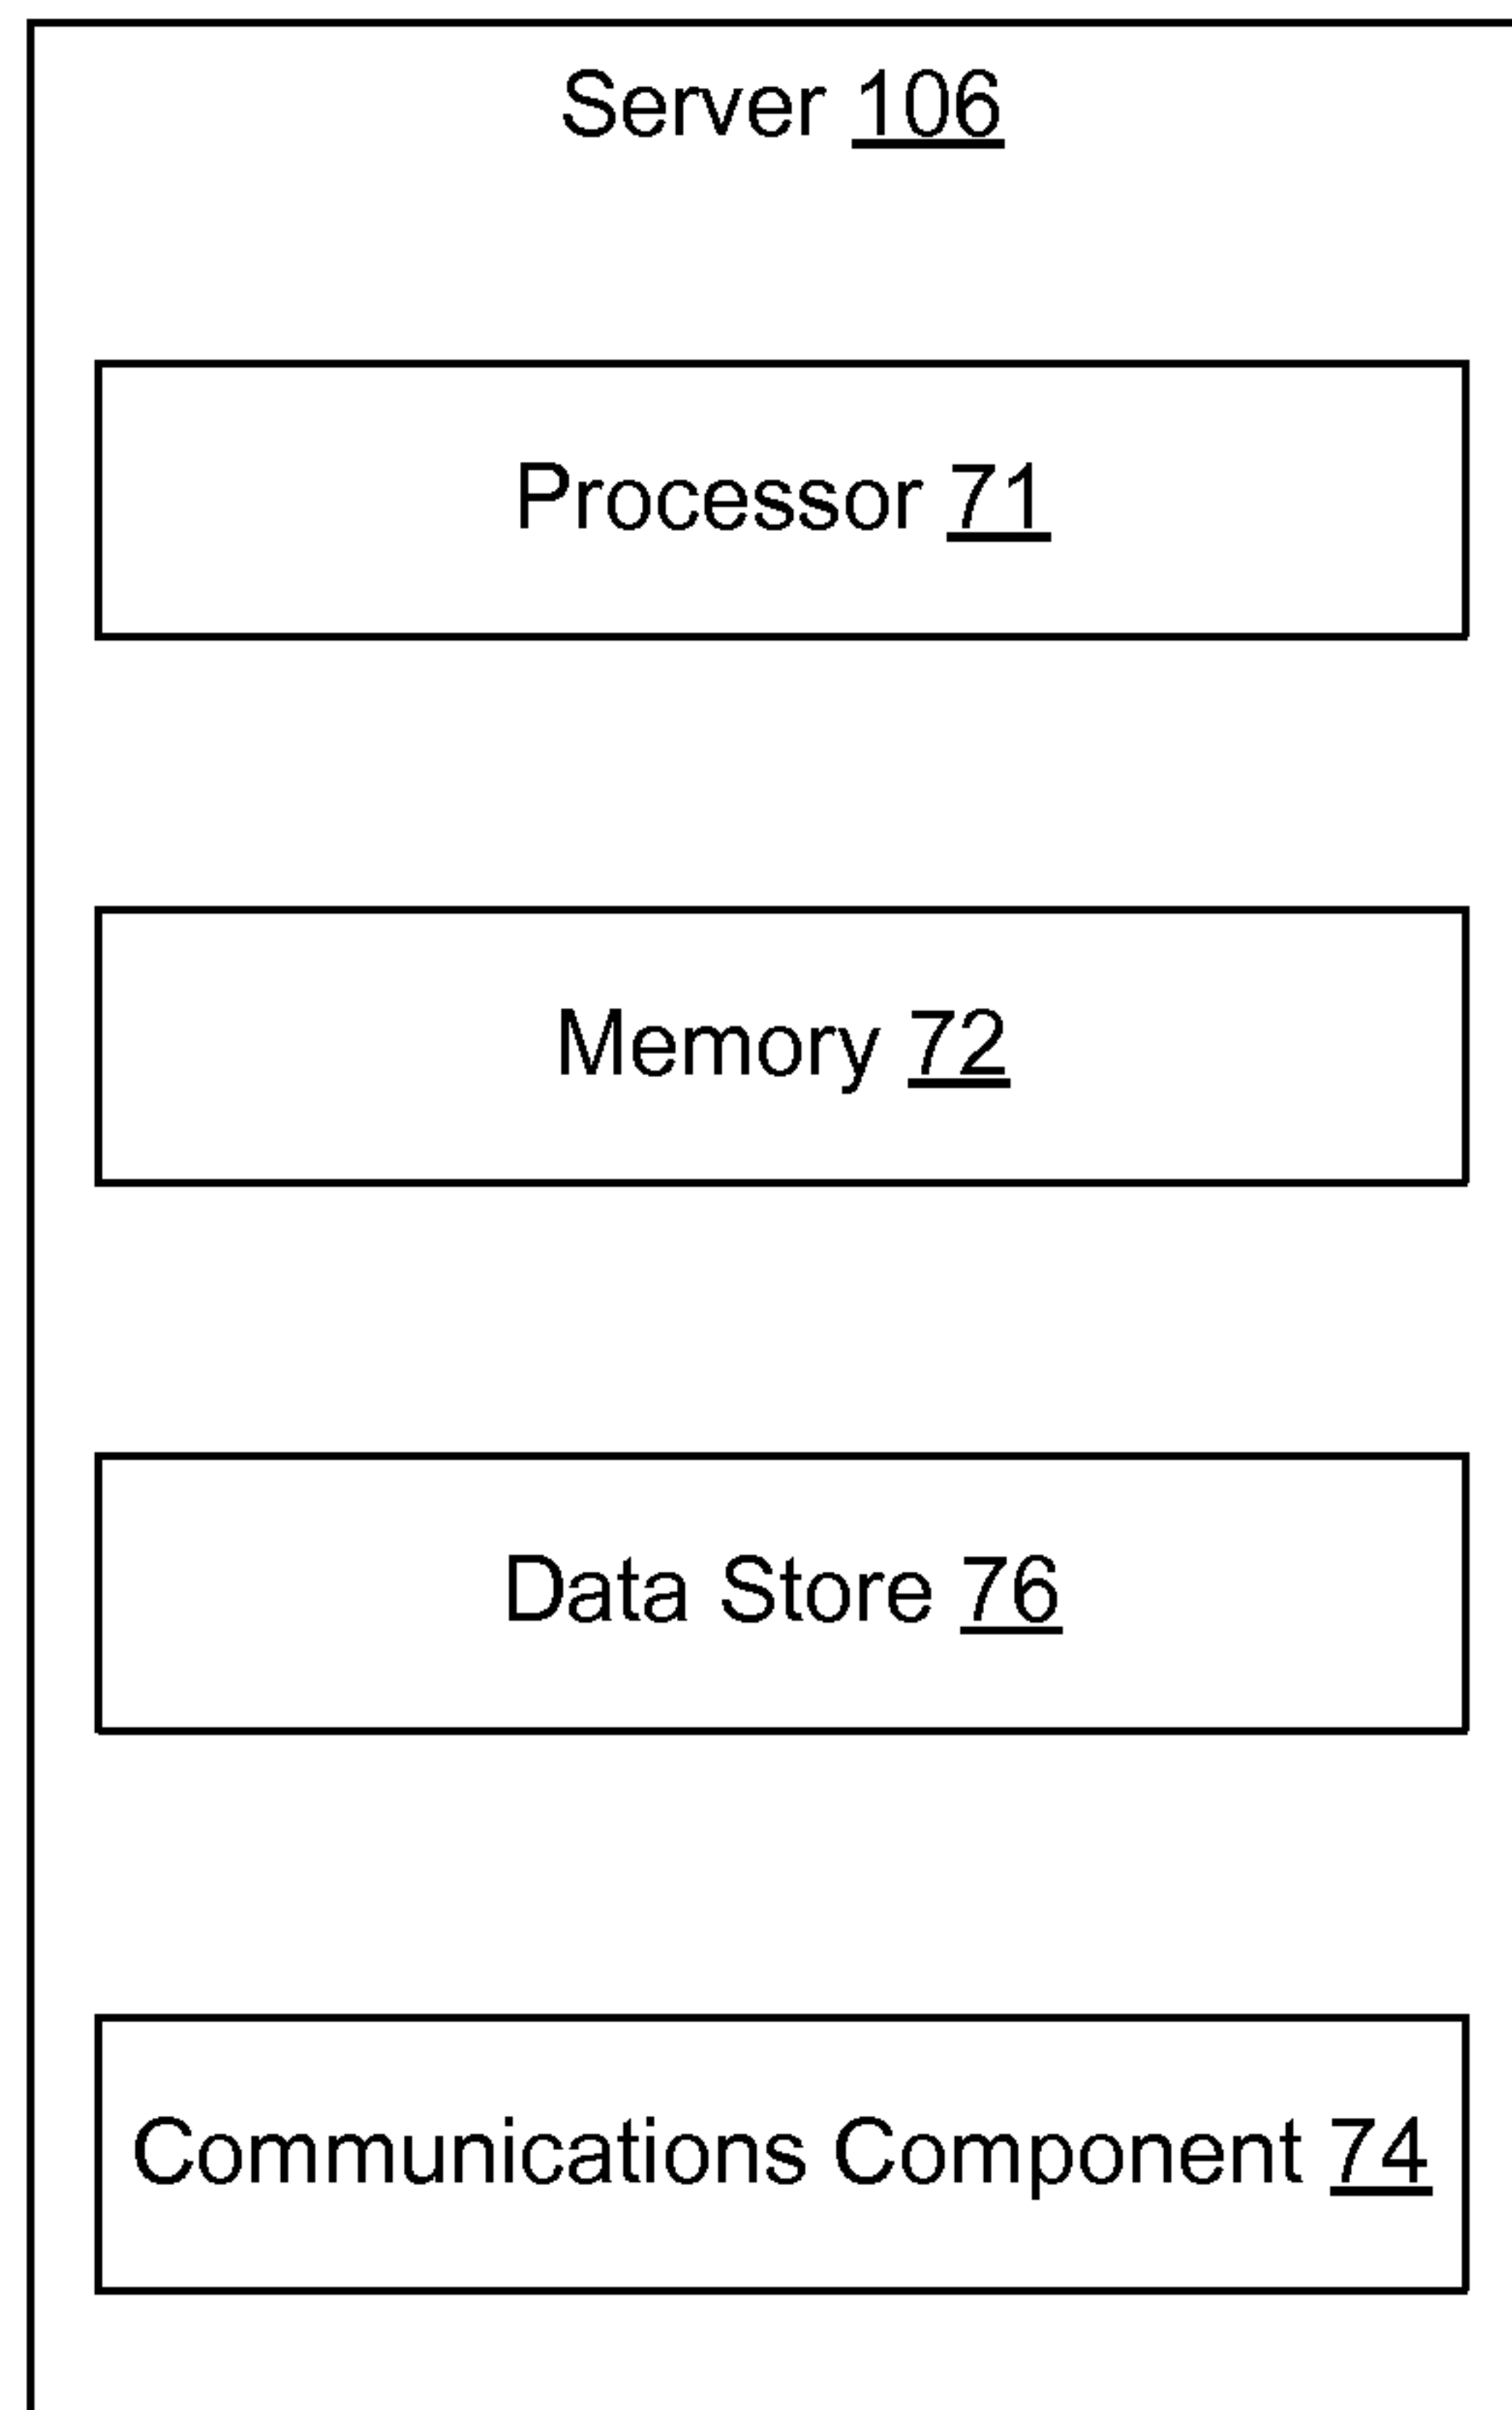 Server 106
Processor 71
Memory 72
Data Store 76
Communications Component 74